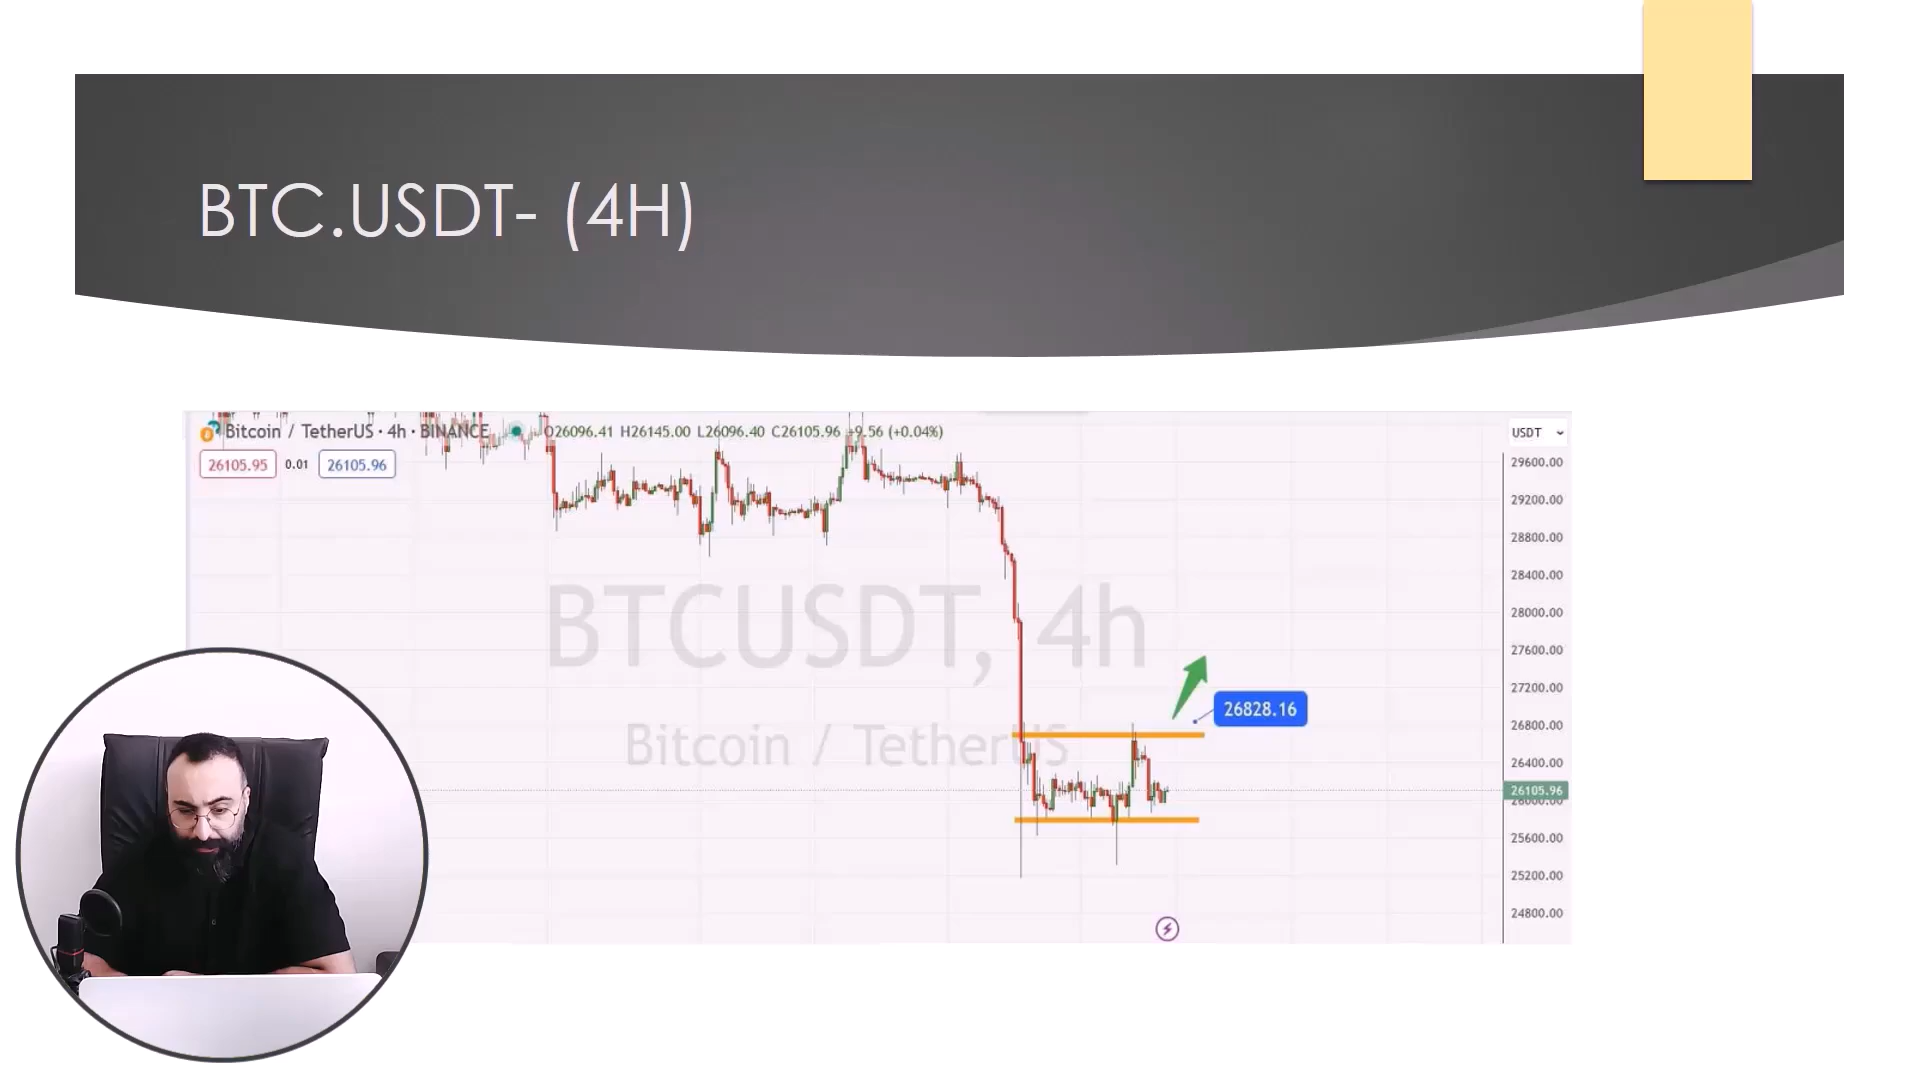 BTC.USDT- (4H)
Bitcoin / TetherUS · 4h · BINANCE O26096.41 H26145.00 L26096.40 C26105.96 +9.56 (+0.04%)
USDT
26105.95 0.01 26105.96
29600.00
29200.00
28800.00
28400.00
28000.00
BTCUSDT, 4h
27600.00
27200.00
26828.16
26800.00
Bitcoin / TetherUS
26400.00
26105.96
26000.00
25600.00
25200.00
24800.00